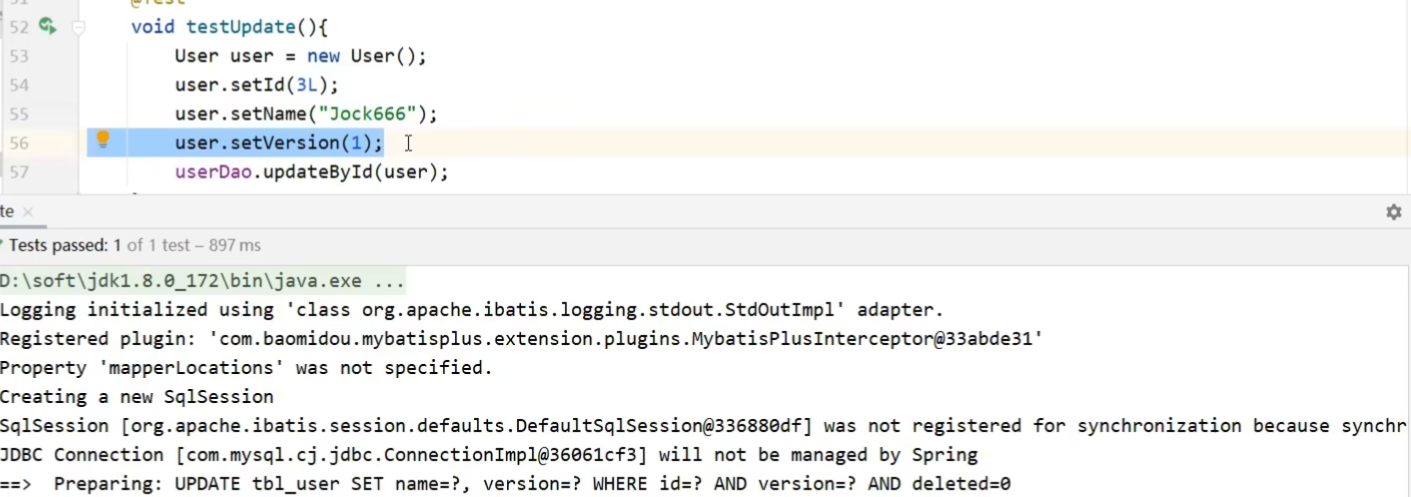 51 @Test
52 void testUpdate(){
53 User user = new User();
54 user.setId(3L);
55 user.setName("Jock666");
56 user.setVersion(1);
57 userDao.updateById(user);
te ×
Tests passed: 1 of 1 test – 897 ms
D:\soft\jdk1.8.0_172\bin\java.exe ...
Logging initialized using 'class org.apache.ibatis.logging.stdout.StdOutImpl' adapter.
Registered plugin: 'com.baomidou.mybatisplus.extension.plugins.MybatisPlusInterceptor@33abde31'
Property 'mapperLocations' was not specified.
Creating a new SqlSession
SqlSession [org.apache.ibatis.session.defaults.DefaultSqlSession@336880df] was not registered for synchronization because synchr
JDBC Connection [com.mysql.cj.jdbc.ConnectionImpl@36061cf3] will not be managed by Spring
==>  Preparing: UPDATE tbl_user SET name=?, version=? WHERE id=? AND version=? AND deleted=0